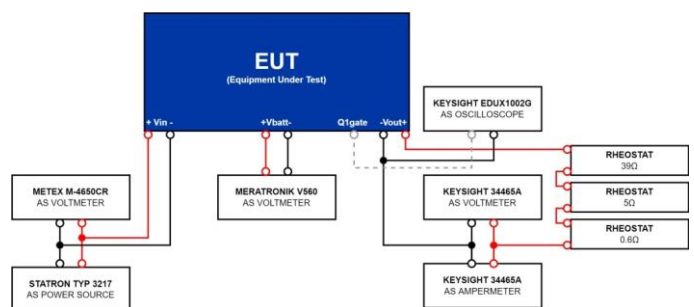 EUT
(Equipment Under Test)
+ Vin -
+Vbatt-
Q1gate
-Vout+
KEYSIGHT EDUX1002G
AS OSCILLOSCOPE
RHEOSTAT
39Ω
METEX M-4650CR
AS VOLTMETER
MERATRONIK V560
AS VOLTMETER
KEYSIGHT 34465A
AS VOLTMETER
RHEOSTAT
5Ω
RHEOSTAT
0.6Ω
STATRON TYP 3217
AS POWER SOURCE
KEYSIGHT 34465A
AS AMPERMETER